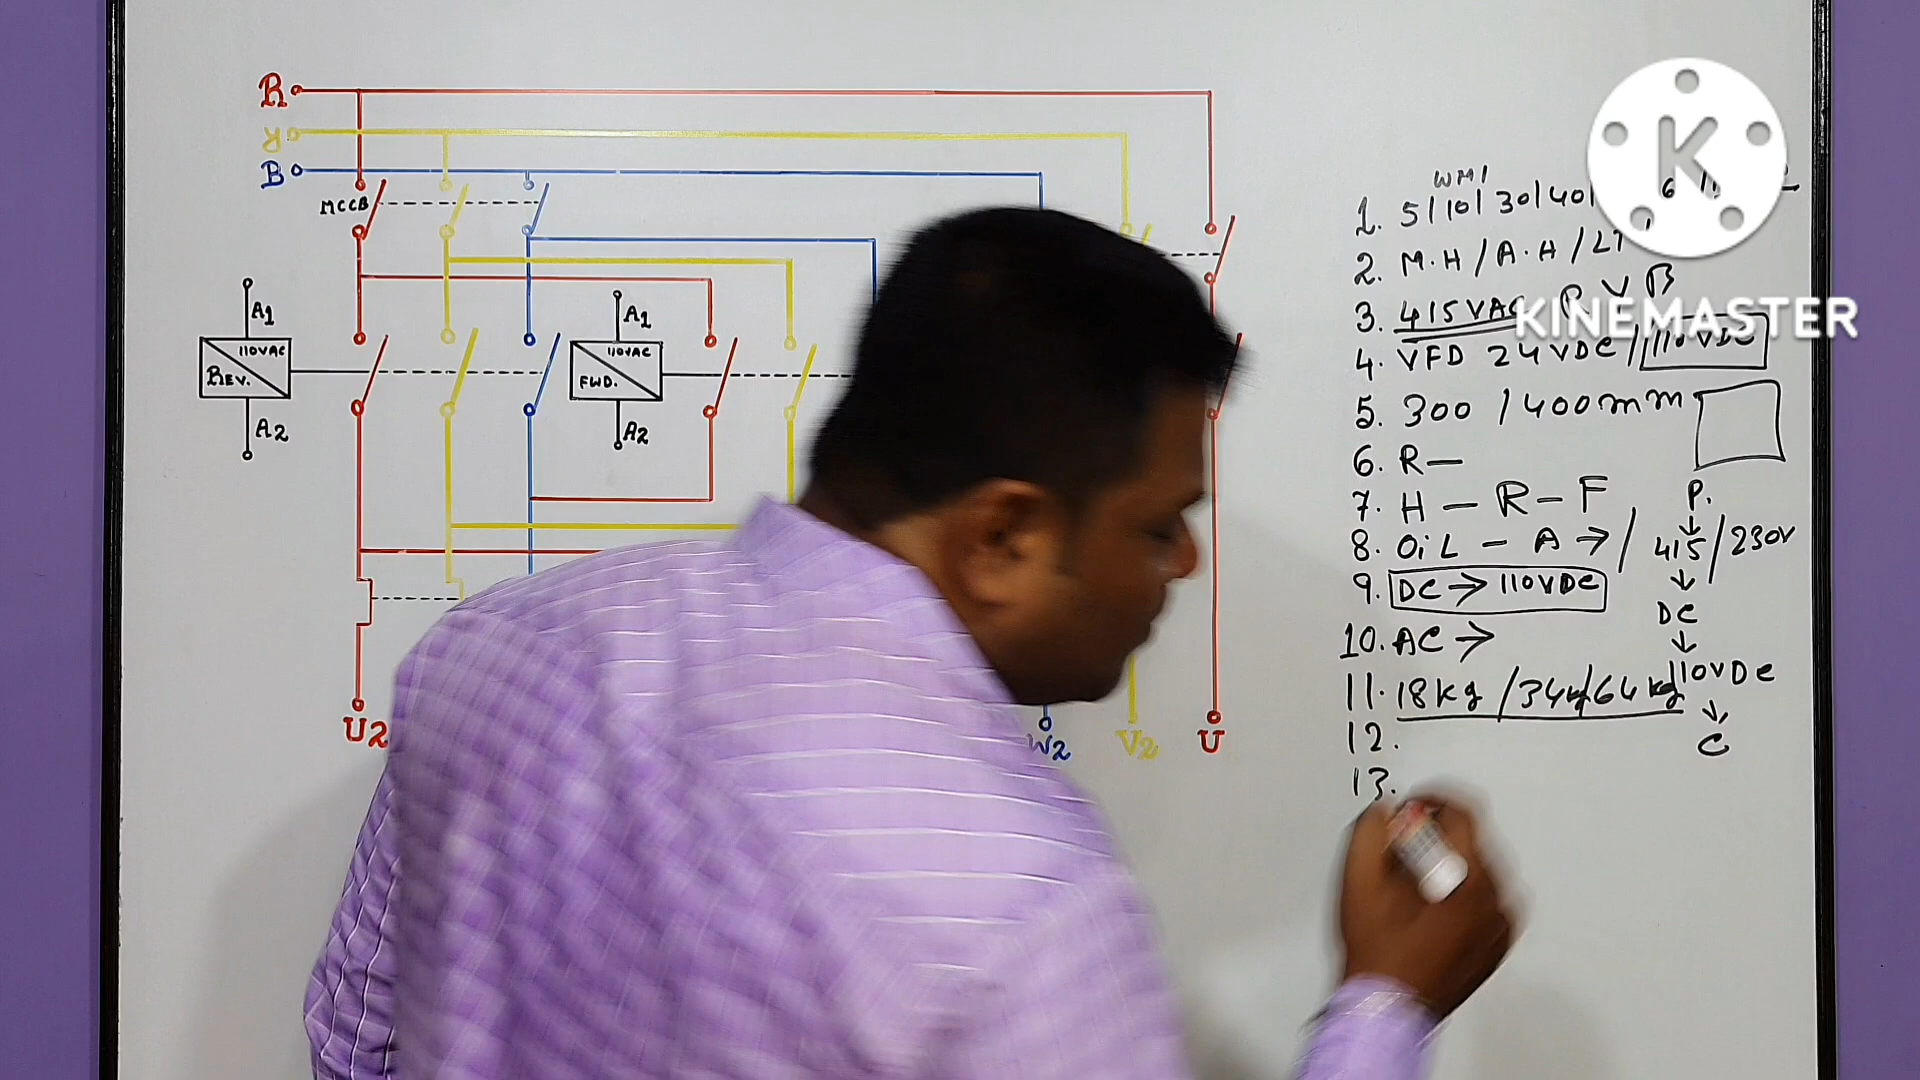 R
Y
B
MCCB
A1
110VAC
REV.
A2
A1
110VAC
FWD.
A2
U2
W2
V2
U
WM1
1. 5/10/30/40/
2. M.H/A.H/LT
3. 415VAC R Y B
4. VFD 24VDC/110VDC
5. 300/400mm
6. R—
7. H-R-F
8. OiL - A →/
9. DC → 110VDC
10. AC →
11. 18kg/34/64kg
12.
13.
P.
↓
415/230V
↓
DC
↓
110VDC
↓
C
K
KINEMASTER